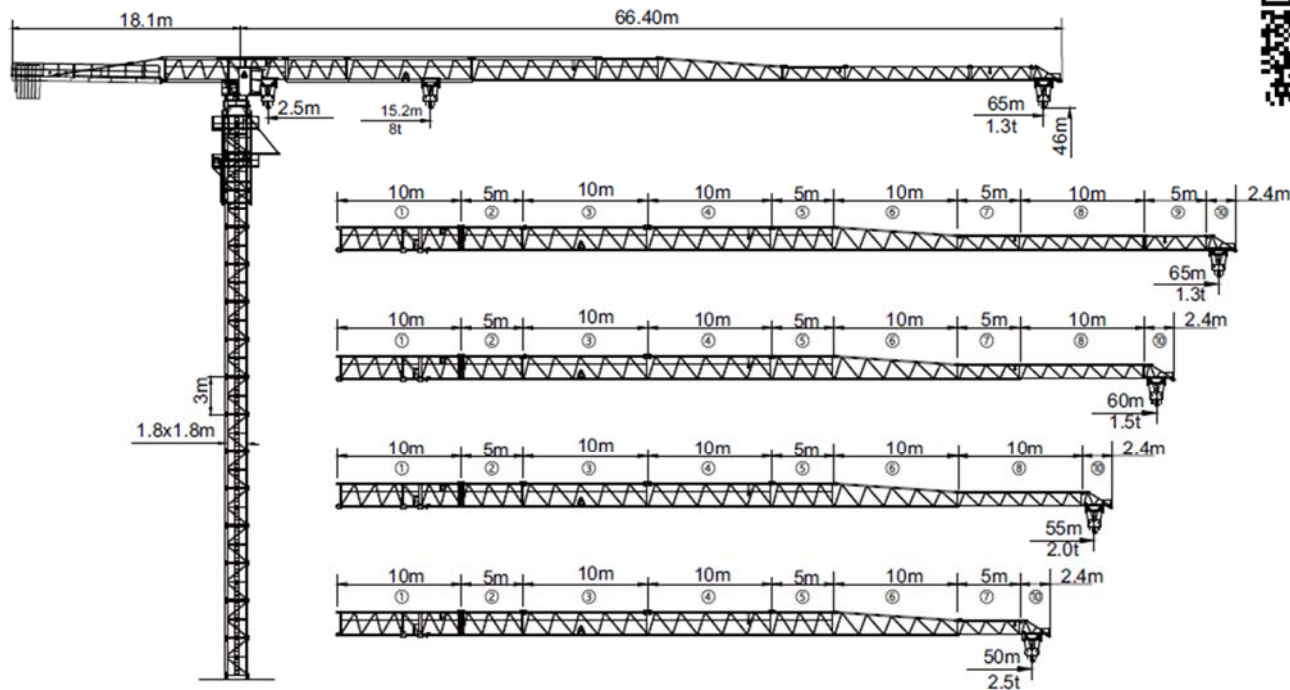 18.1m 66.40m
2.5m 15.2m 65m
8t 1.3t 46m
10m 5m 10m 10m 5m 10m 5m 10m 5m 2.4m
① ② ③ ④ ⑤ ⑥ ⑦ ⑧ ⑨ ⑩
65m
1.3t
10m 5m 10m 10m 5m 10m 5m 10m 2.4m
① ② ③ ④ ⑤ ⑥ ⑦ ⑧ ⑩
3m
60m
1.5t
1.8x1.8m
10m 5m 10m 10m 5m 10m 10m 2.4m
① ② ③ ④ ⑤ ⑥ ⑧ ⑩
55m
2.0t
10m 5m 10m 10m 5m 10m 5m 2.4m
① ② ③ ④ ⑤ ⑥ ⑦ ⑩
50m
2.5t